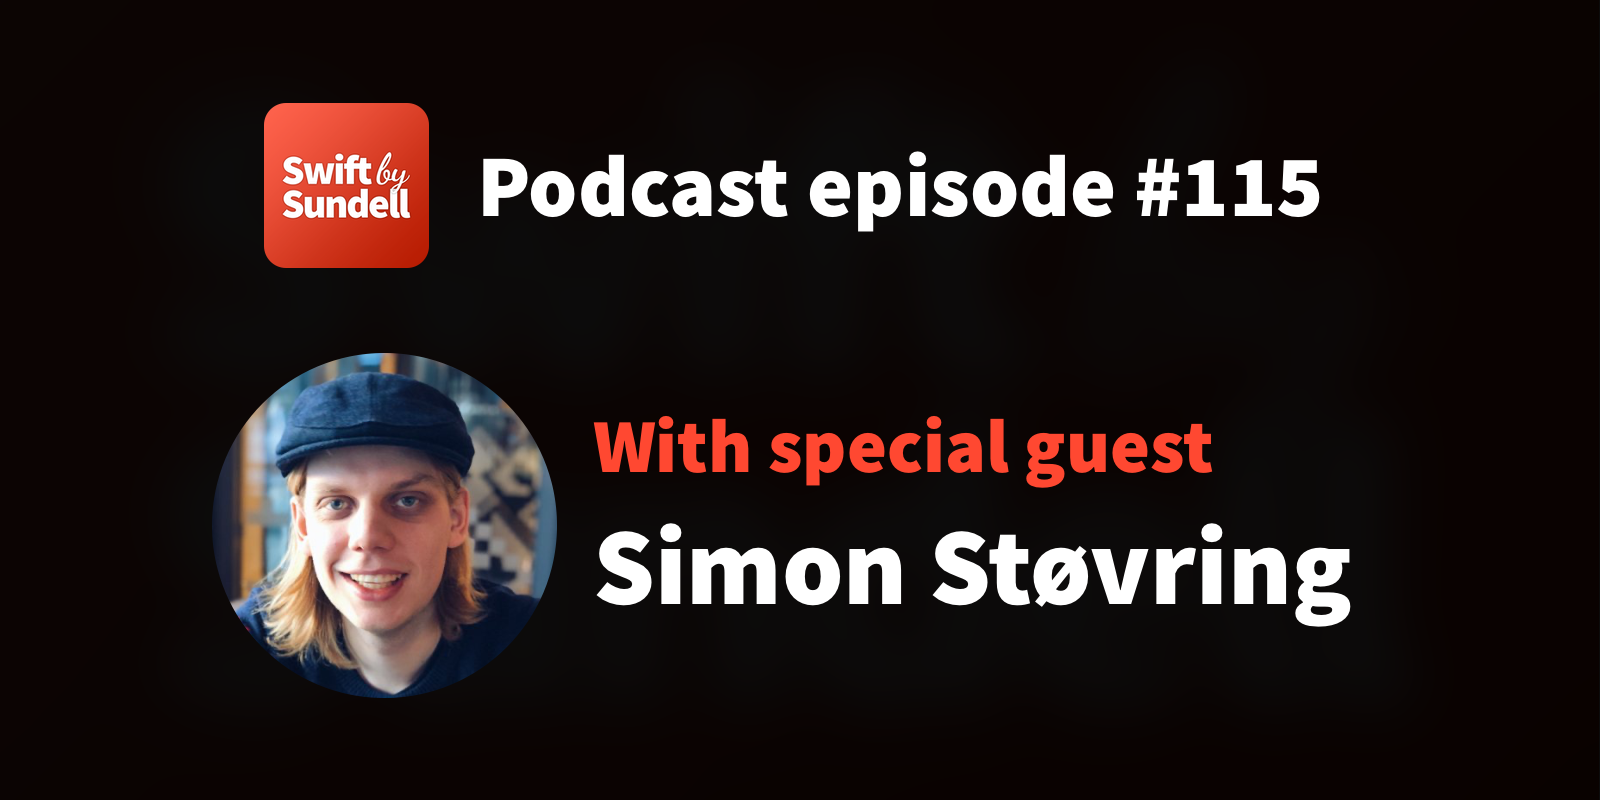 Swift by
Sundell
Podcast episode #115
With special guest
Simon Støvring